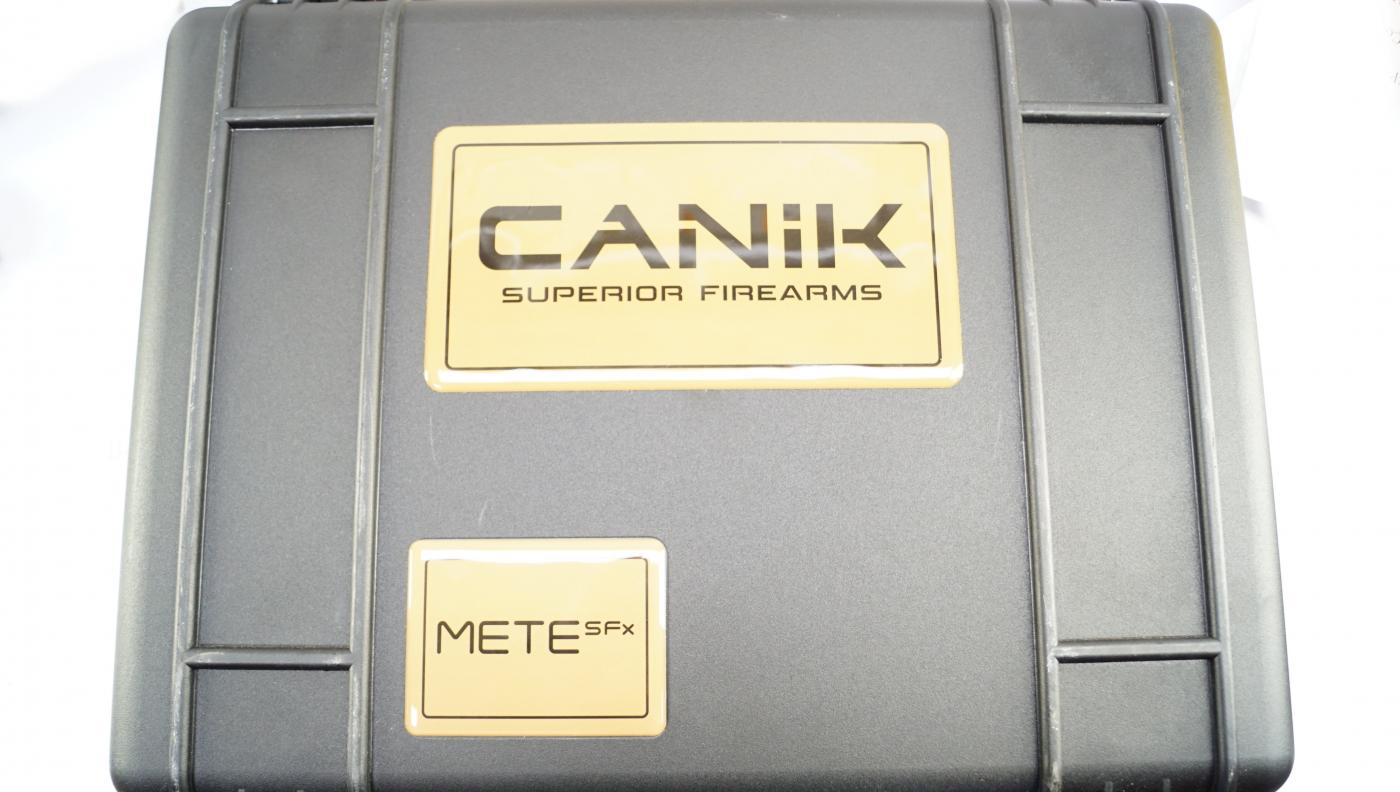 CANiK
SUPERIOR FIREARMS
METE SFx